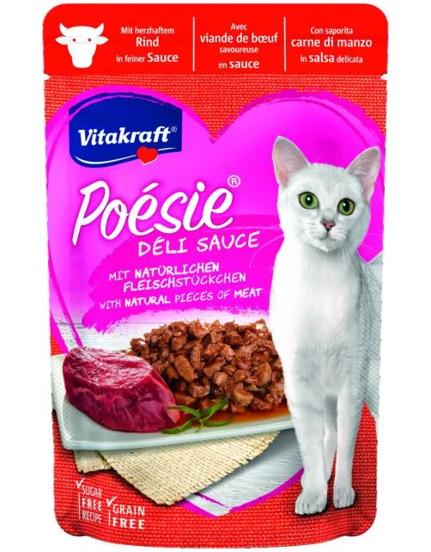 Mit herzhaftem
Rind
in feiner Sauce
Avec
viande de bœuf
savoureuse
en sauce
Con saporita
carne di manzo
in salsa delicata
Vitakraft®
Poésie®
DÉLI SAUCE
MIT NATÜRLICHEN
FLEISCHSTÜCKCHEN
WITH NATURAL PIECES OF MEAT
SUGAR
FREE
RECIPE
GRAIN
FREE